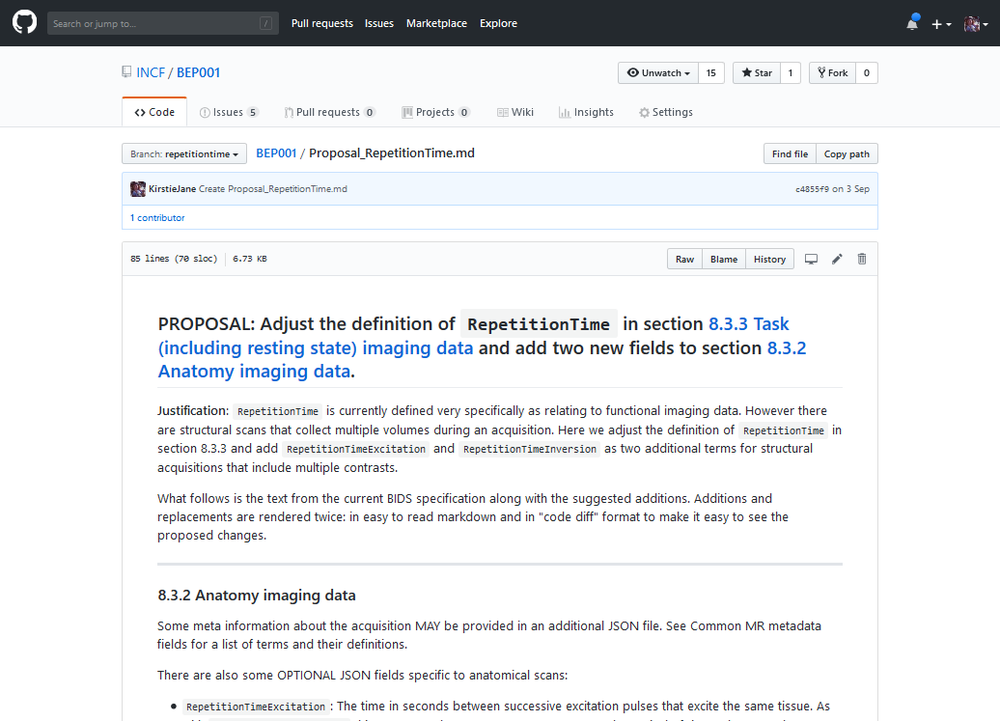 Search or jump to... /
Pull requests Issues Marketplace Explore
INCF / BEP001
Unwatch 15 Star 1 Fork 0
Code Issues 5 Pull requests 0 Projects 0 Wiki Insights Settings
Branch: repetitiontime BEP001 / Proposal_RepetitionTime.md Find file Copy path
KirstieJane Create Proposal_RepetitionTime.md c4855f9 on 3 Sep
1 contributor
85 lines (70 sloc) 6.73 KB Raw Blame History
PROPOSAL: Adjust the definition of RepetitionTime in section 8.3.3 Task
(including resting state) imaging data and add two new fields to section 8.3.2
Anatomy imaging data.
Justification: RepetitionTime is currently defined very specifically as relating to functional imaging data. However there
are structural scans that collect multiple volumes during an acquisition. Here we adjust the definition of RepetitionTime in
section 8.3.3 and add RepetitionTimeExcitation and RepetitionTimeInversion as two additional terms for structural
acquisitions that include multiple contrasts.
What follows is the text from the current BIDS specification along with the suggested additions. Additions and
replacements are rendered twice: in easy to read markdown and in "code diff" format to make it easy to see the
proposed changes.
8.3.2 Anatomy imaging data
Some meta information about the acquisition MAY be provided in an additional JSON file. See Common MR metadata
fields for a list of terms and their definitions.
There are also some OPTIONAL JSON fields specific to anatomical scans:
• RepetitionTimeExcitation : The time in seconds between successive excitation pulses that excite the same tissue. As